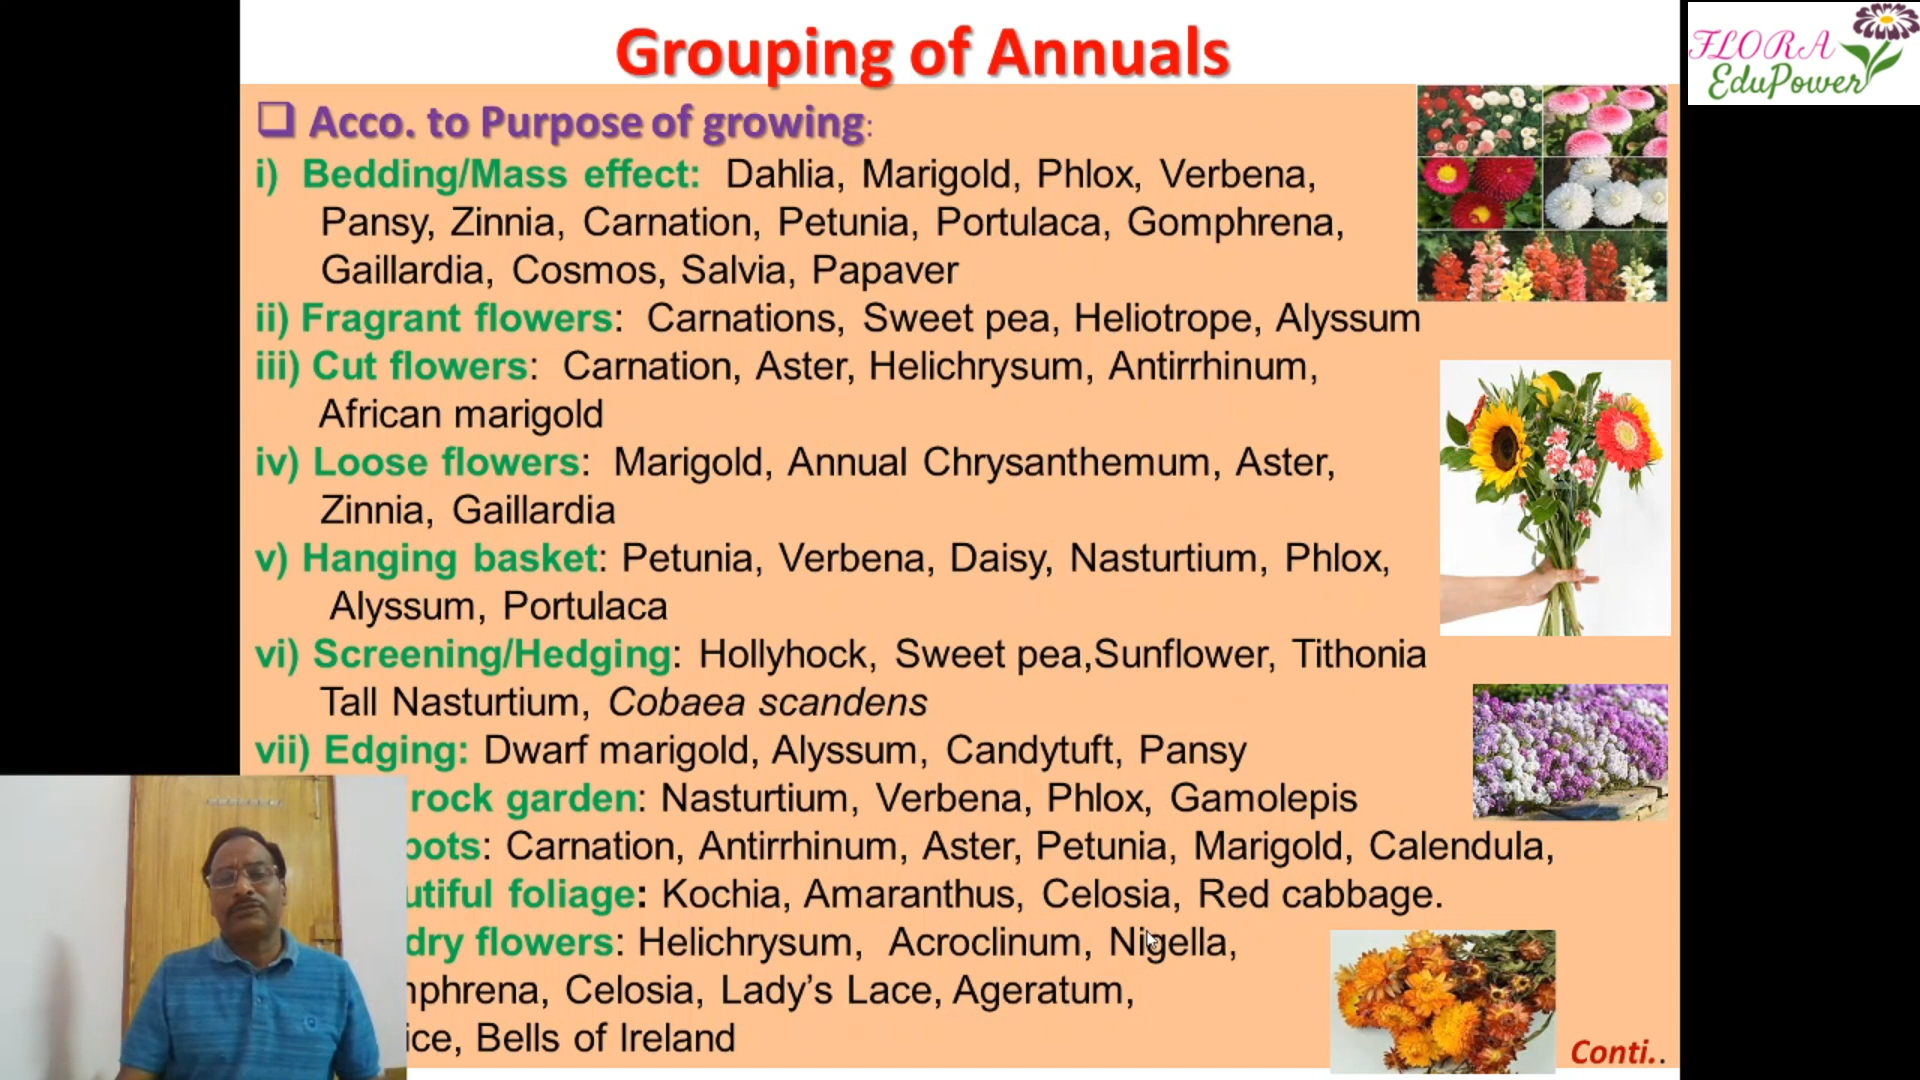 Grouping of Annuals
FLORA
EduPower
❑ Acco. to Purpose of growing:
i) Bedding/Mass effect: Dahlia, Marigold, Phlox, Verbena,
Pansy, Zinnia, Carnation, Petunia, Portulaca, Gomphrena,
Gaillardia, Cosmos, Salvia, Papaver
ii) Fragrant flowers: Carnations, Sweet pea, Heliotrope, Alyssum
iii) Cut flowers: Carnation, Aster, Helichrysum, Antirrhinum,
African marigold
iv) Loose flowers: Marigold, Annual Chrysanthemum, Aster,
Zinnia, Gaillardia
v) Hanging basket: Petunia, Verbena, Daisy, Nasturtium, Phlox,
Alyssum, Portulaca
vi) Screening/Hedging: Hollyhock, Sweet pea,Sunflower, Tithonia
Tall Nasturtium, Cobaea scandens
vii) Edging: Dwarf marigold, Alyssum, Candytuft, Pansy
rock garden: Nasturtium, Verbena, Phlox, Gamolepis
pots: Carnation, Antirrhinum, Aster, Petunia, Marigold, Calendula,
foliage: Kochia, Amaranthus, Celosia, Red cabbage.
dry flowers: Helichrysum, Acroclinum, Nigella,
Celosia, Lady's Lace, Ageratum,
Bells of Ireland
Conti..